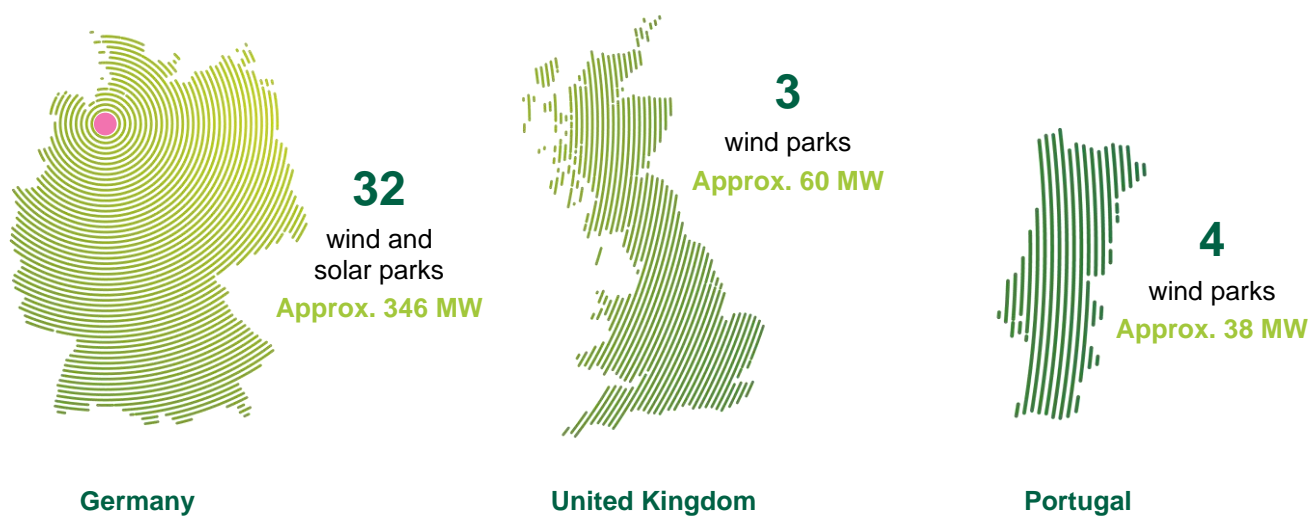 32
wind and
solar parks
Approx. 346 MW
Germany
3
wind parks
Approx. 60 MW
United Kingdom
4
wind parks
Approx. 38 MW
Portugal